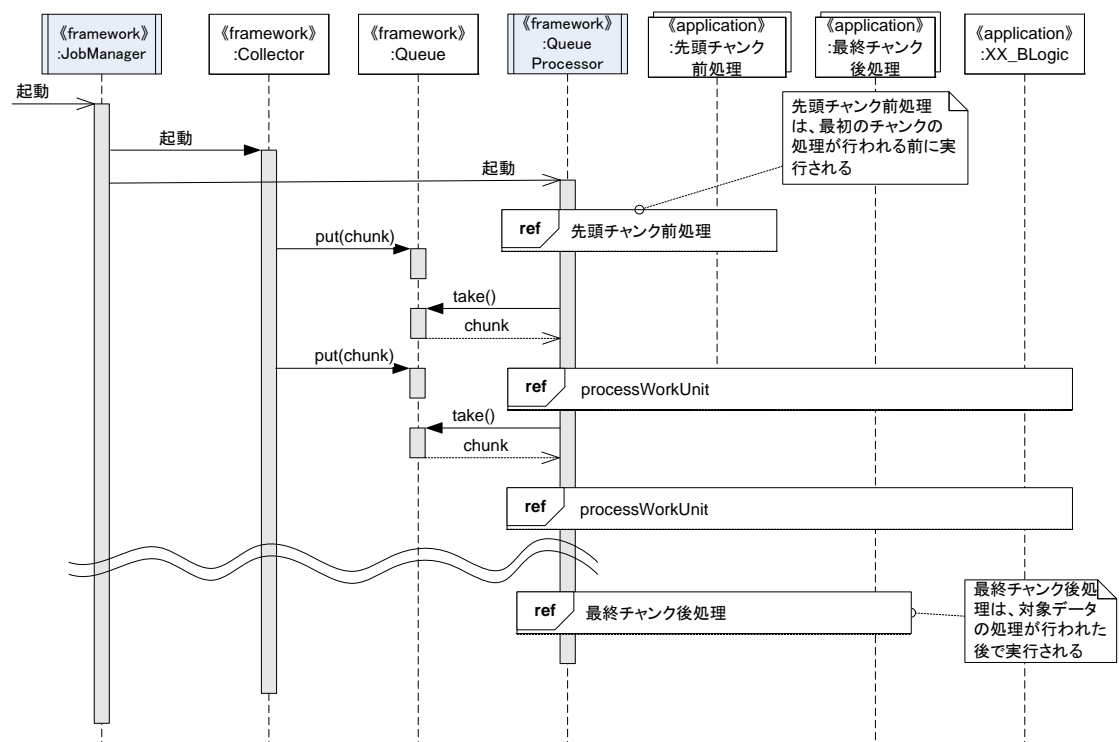 《framework》
:JobManager
《framework》
:Collector
《framework》
:Queue
《framework》
:Queue
Processor
《application》
:先頭チャンク
前処理
《application》
:最終チャンク
後処理
《application》
:XX_BLogic
起動
先頭チャンク前処理
は、最初のチャンクの
処理が行われる前に実
行される
起動
起動
ref 先頭チャンク前処理
put(chunk)
take()
chunk
put(chunk)
ref processWorkUnit
take()
chunk
ref processWorkUnit
最終チャンク後処
理は、対象データ
の処理が行われた
後で実行される
ref 最終チャンク後処理